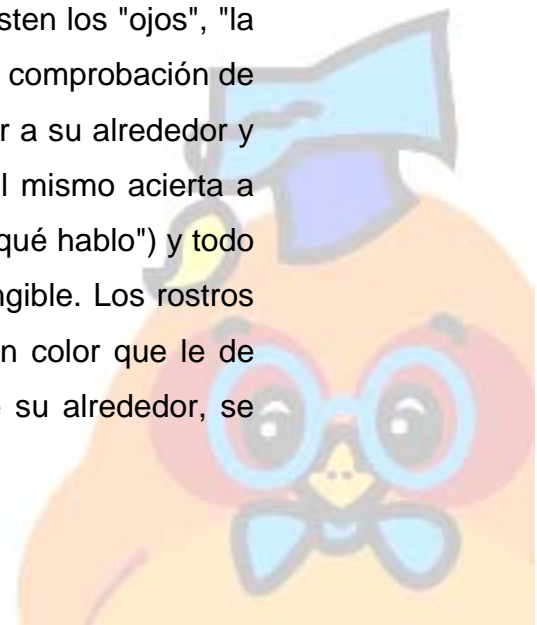 sten los "ojos", "la
comprobación de
r a su alrededor y
l mismo acierta a
qué hablo") y todo
ngible. Los rostros
n color que le de
su alrededor, se